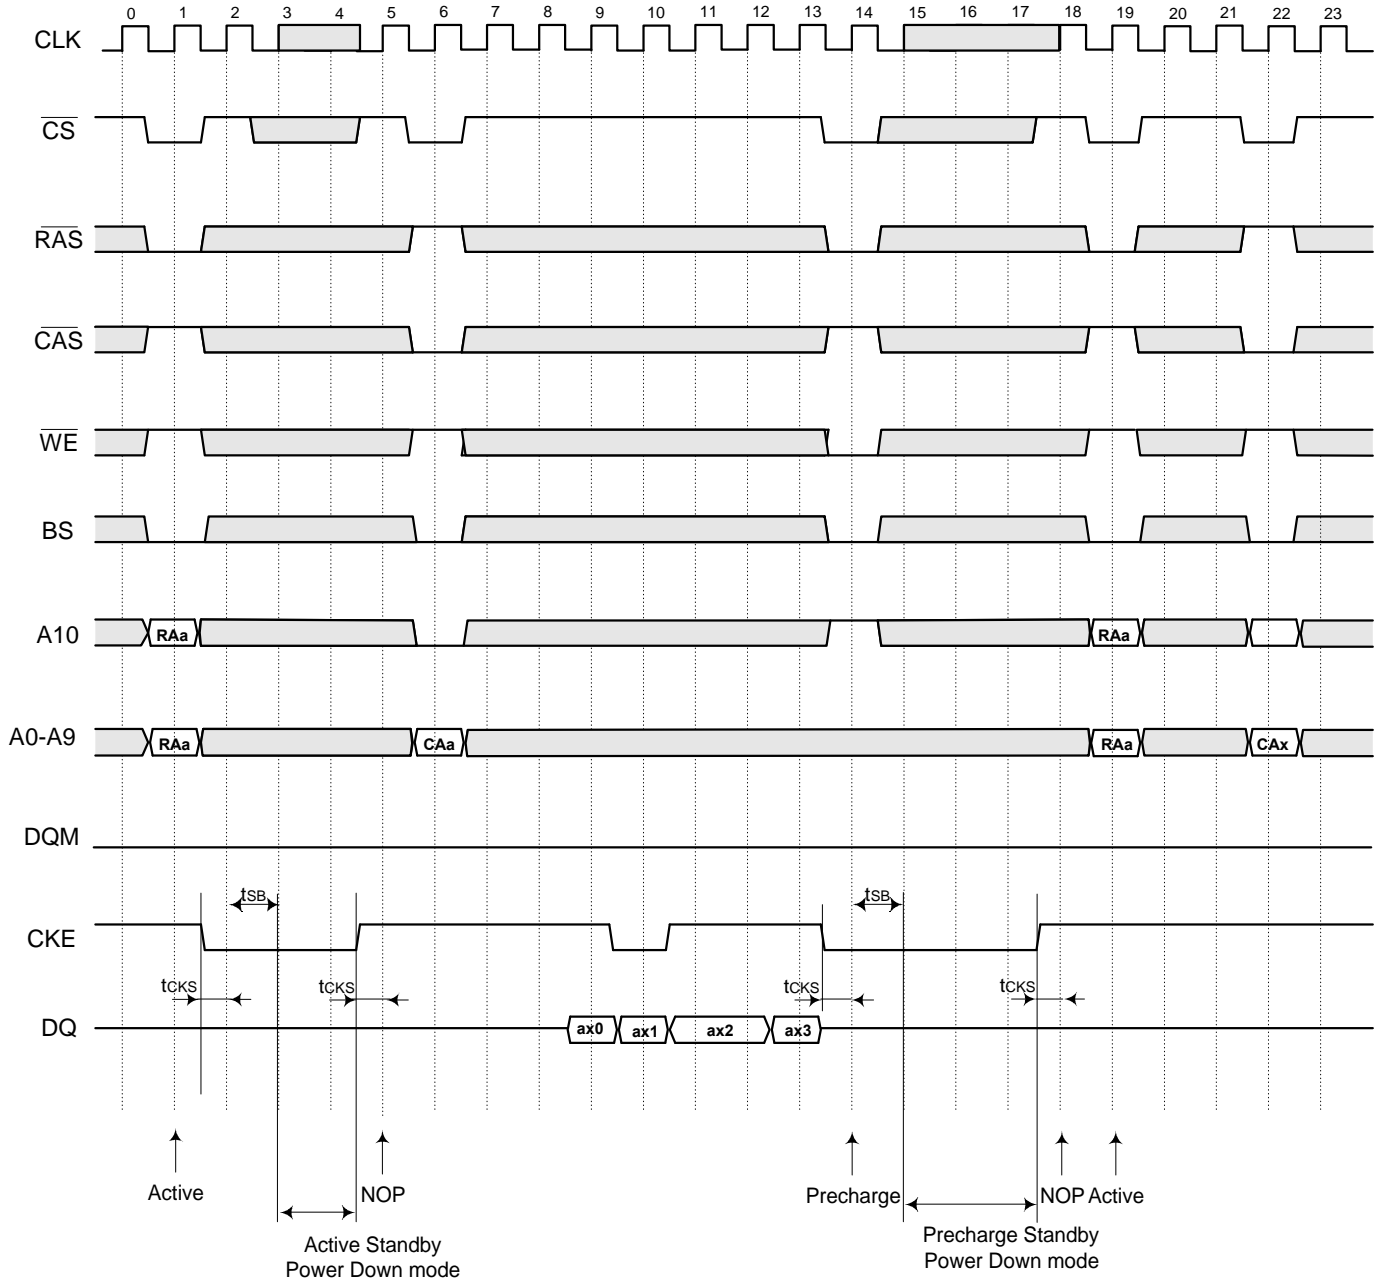 0 1 2 3 4 5 6 7 8 9 10 11 12 13 14 15 16 17 18 19 20 21 22 23
CLK
CS
RAS
CAS
WE
BS
A10 RAa RAa
A0-A9 RAa CAa RAa CAx
DQM
tSB tSB
CKE
tCKS tCKS tCKS tCKS
DQ ax0 ax1 ax2 ax3
Active NOP Precharge NOP Active
Active Standby
Power Down mode
Precharge Standby
Power Down mode